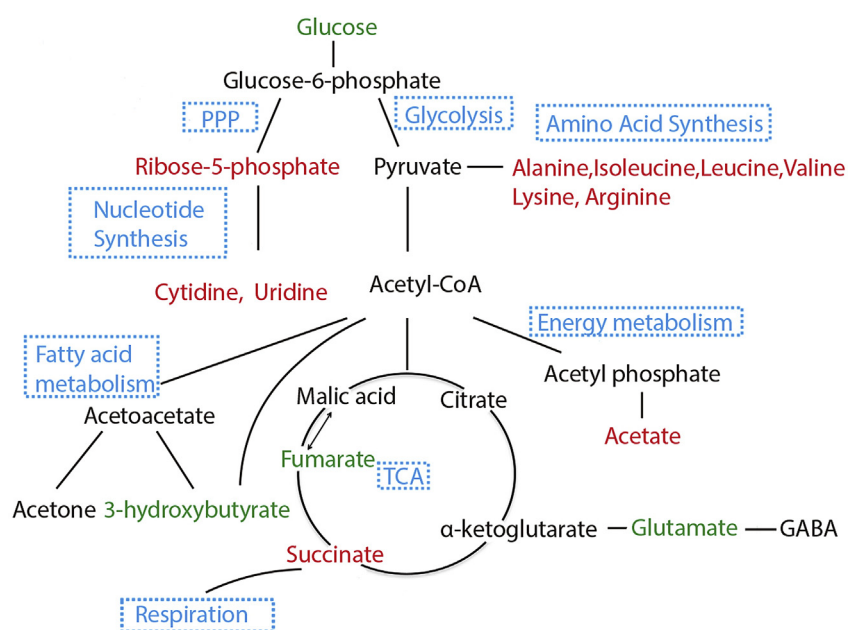 Glucose
Glucose-6-phosphate
PPP
Glycolysis
Amino Acid Synthesis
Ribose-5-phosphate
Pyruvate
Alanine,Isoleucine,Leucine,Valine
Lysine, Arginine
Nucleotide
Synthesis
Cytidine, Uridine
Acetyl-CoA
Energy metabolism
Fatty acid
metabolism
Acetyl phosphate
Malic acid
Citrate
Acetoacetate
Acetate
Fumarate
TCA
Acetone
3-hydroxybutyrate
α-ketoglutarate
Glutamate
GABA
Succinate
Respiration